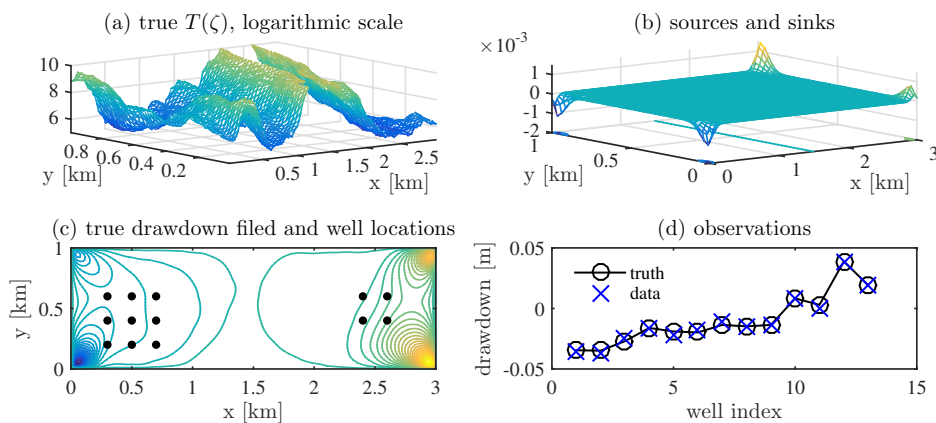 (a) true T(ζ), logarithmic scale
10
8
6
0.8
0.6
0.4
0.2
y [km]
0.5
1
1.5
2
2.5
x [km]
(b) sources and sinks
×10⁻³
1
0
-1
-2
1
0.5
0
y [km]
0
1
2
3
x [km]
(c) true drawdown filed and well locations
1
0.5
0
y [km]
0
0.5
1
1.5
2
2.5
3
x [km]
(d) observations
0.05
0
-0.05
drawdown [m]
truth
data
0
5
10
15
well index